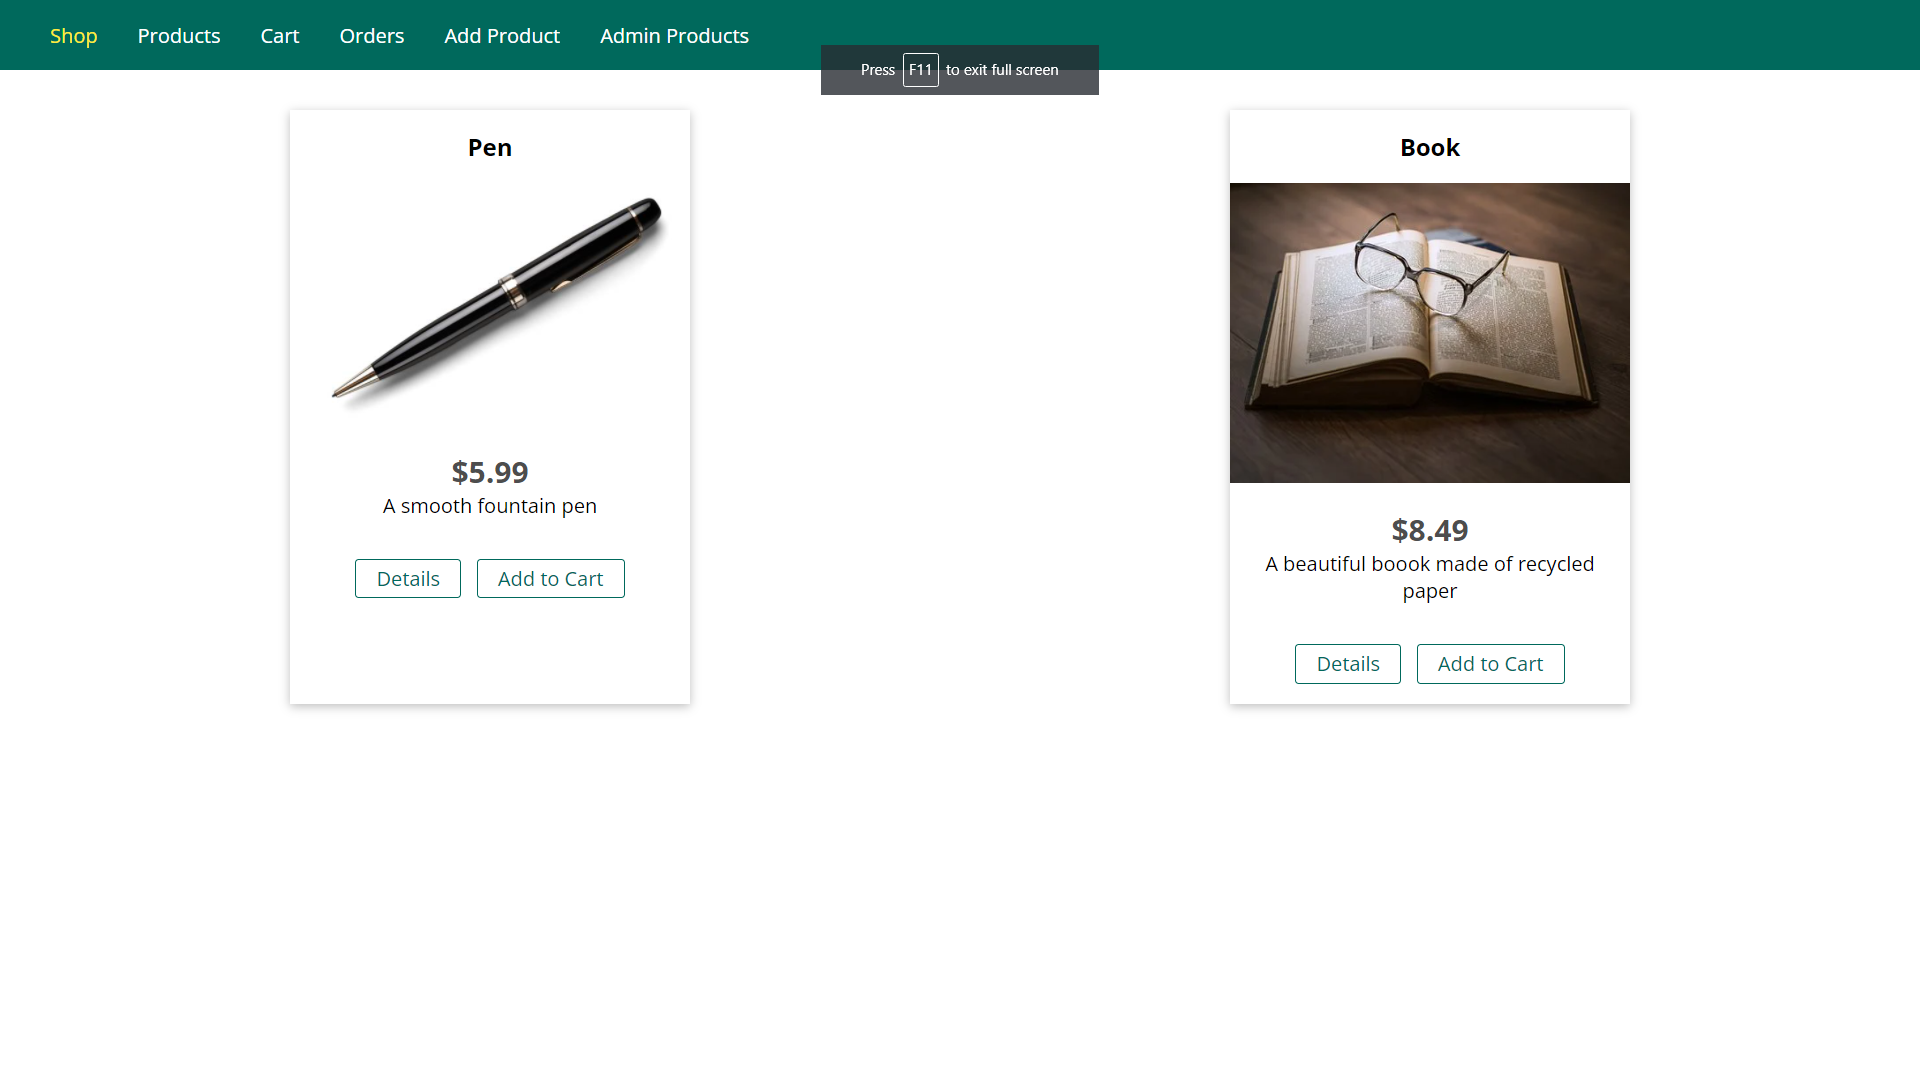 Shop Products Cart Orders Add Product Admin Products
Press F11 to exit full screen
Pen
$5.99
A smooth fountain pen
Details Add to Cart
Book
$8.49
A beautiful boook made of recycled
paper
Details Add to Cart